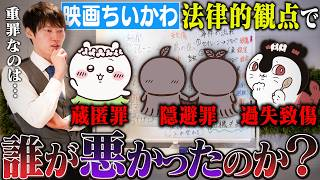 重罪なのは…
映画ちいかわ
法律的観点で
蔵匿罪
隠避罪
過失致傷
誰が悪かったのか？